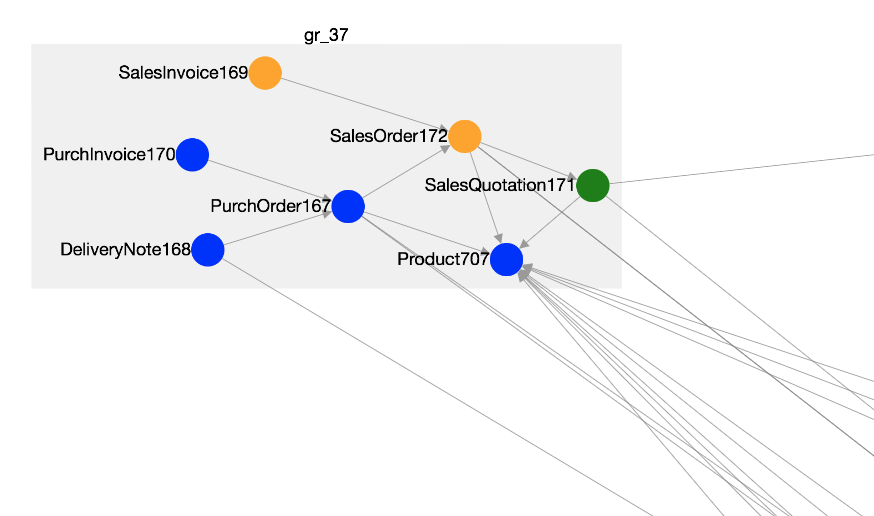 gr_37
SalesInvoice169
SalesOrder172
PurchInvoice170
SalesQuotation171
PurchOrder167
DeliveryNote168
Product707